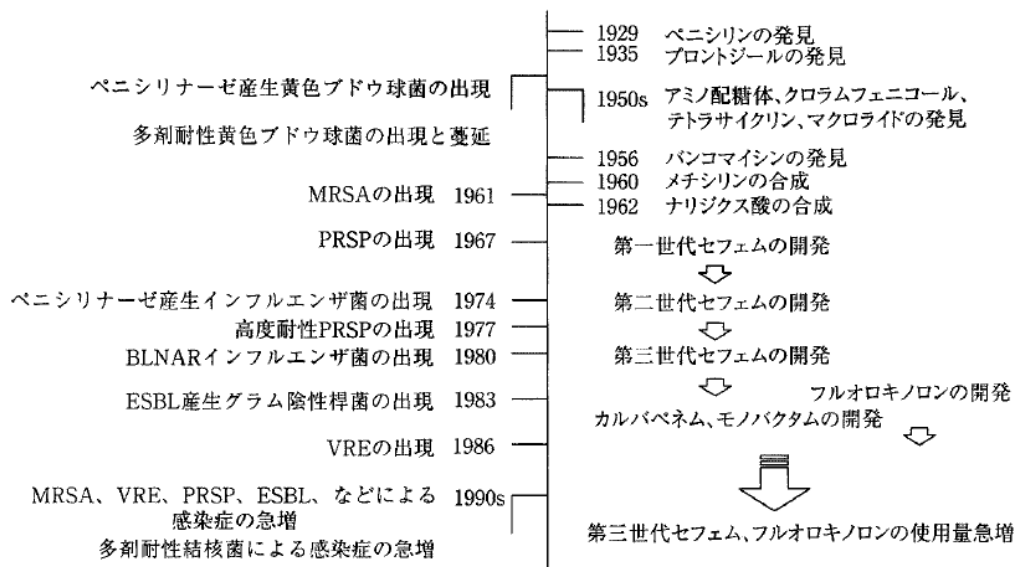 1929 ペニシリンの発見
1935 プロントジールの発見
ペニシリナーゼ産生黄色ブドウ球菌の出現
1950s アミノ配糖体、クロラムフェニコール、
テトラサイクリン、マクロライドの発見
多剤耐性黄色ブドウ球菌の出現と蔓延
1956 バンコマイシンの発見
1960 メチシリンの合成
MRSAの出現 1961
1962 ナリジクス酸の合成
PRSPの出現 1967
第一世代セフェムの開発
ペニシリナーゼ産生インフルエンザ菌の出現 1974
第二世代セフェムの開発
高度耐性PRSPの出現 1977
BLNARインフルエンザ菌の出現 1980
第三世代セフェムの開発
フルオロキノロンの開発
ESBL産生グラム陰性桿菌の出現 1983
カルバペネム、モノバクタムの開発
VREの出現 1986
MRSA、VRE、PRSP、ESBL、などによる 1990s
感染症の急増
多剤耐性結核菌による感染症の急増
第三世代セフェム、フルオロキノロンの使用量急増